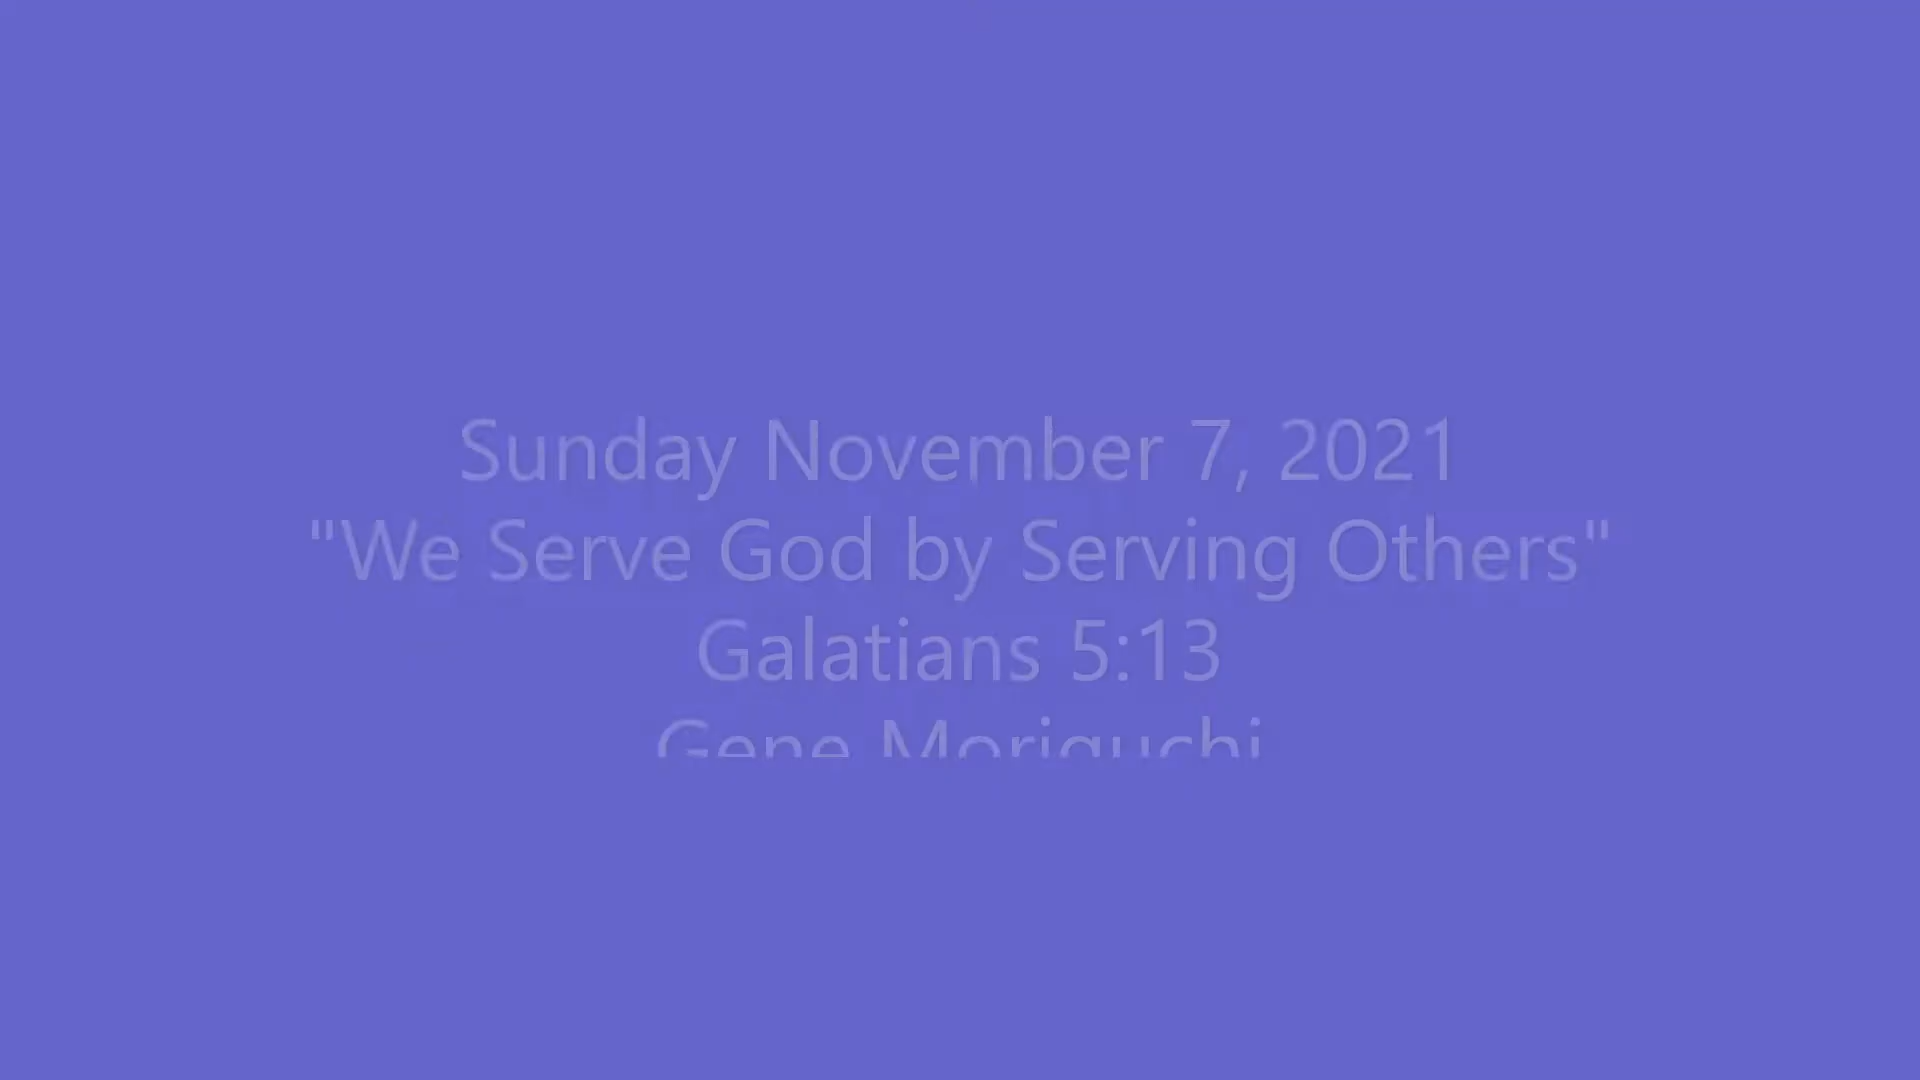 Sunday November 7, 2021
"We Serve God by Serving Others"
Galatians 5:13
Gene Moriguchi